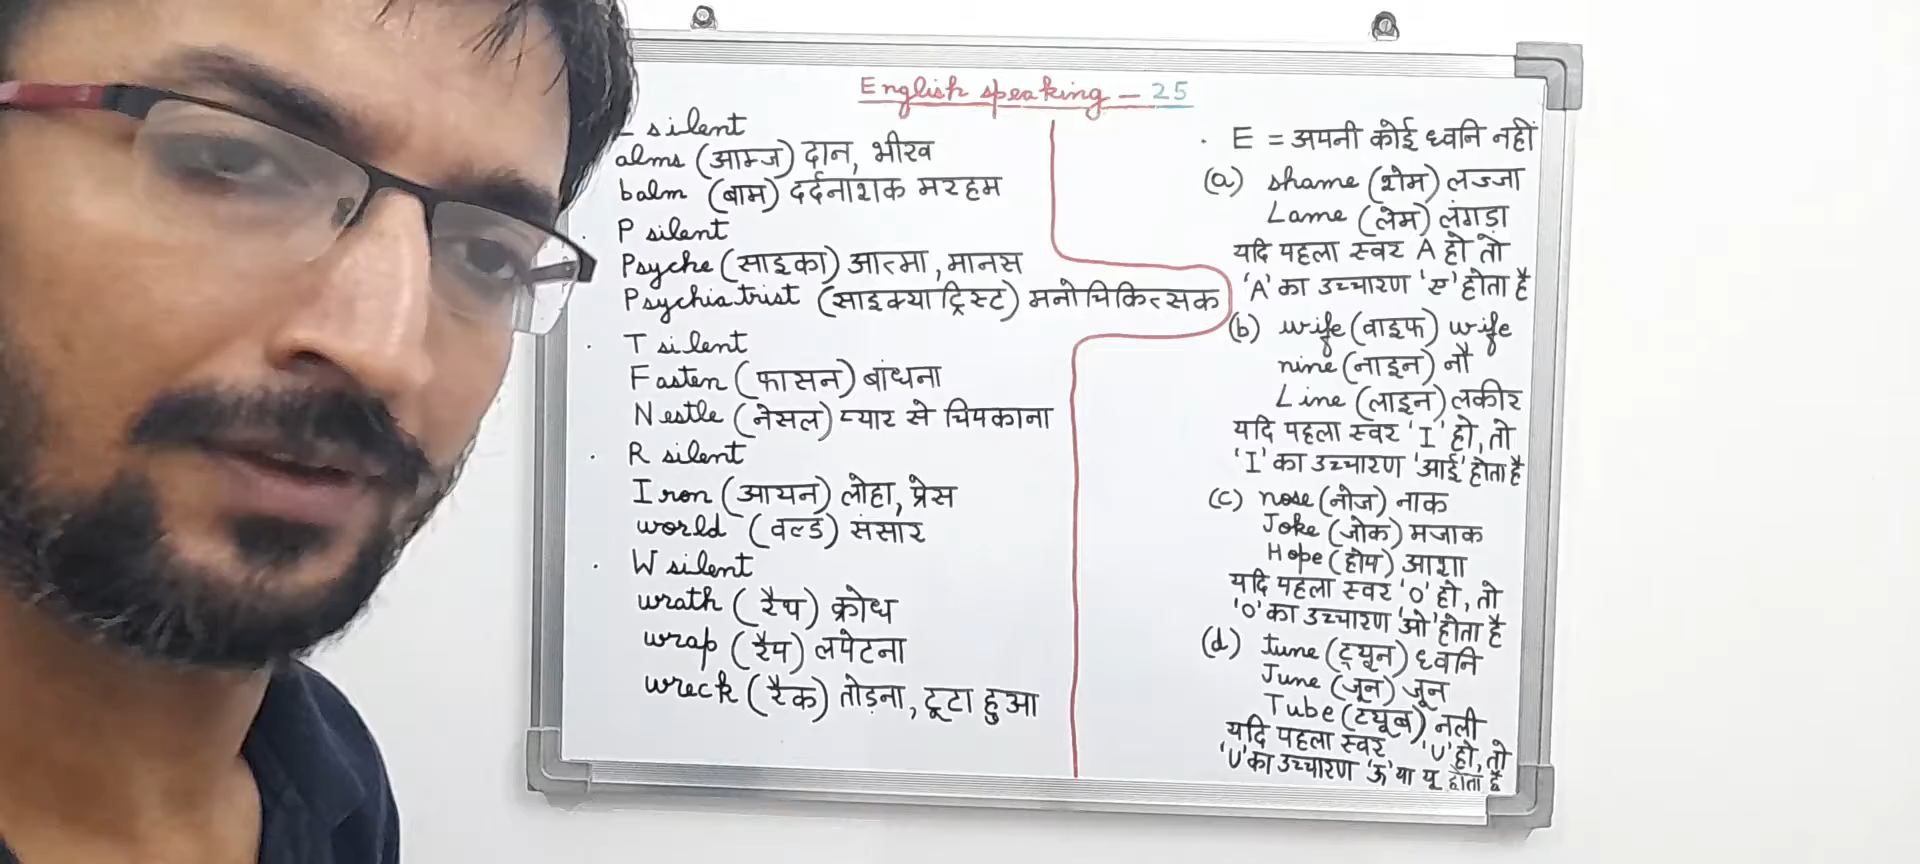 English speaking – 25
silent
alms (आम्ज) दान, भीख
balm (बाम) दर्दनाशक मरहम
P silent
Psyche (साइका) आत्मा, मानस
Psychiatrist (साइक्याट्रिस्ट) मनोचिकित्सक
T silent
Fasten (फासन) बांधना
Nestle (नेसल) प्यार से चिपकाना
R silent
Iron (आयन) लोहा, प्रेस
world (वर्ल्ड) संसार
W silent
wrath (रैथ) क्रोध
wrap (रैप) लपेटना
wreck (रैक) तोड़ना, टूटा हुआ
E = अपनी कोई ध्वनि नहीं
(a) shame (शेम) लज्जा
Lame (लेम) लंगड़ा
यदि पहला स्वर A हो तो
'A' का उच्चारण 'ए' होता है
(b) wife (वाइफ) wife
nine (नाइन) नौ
Line (लाइन) लकीर
यदि पहला स्वर 'I' हो, तो
'I' का उच्चारण 'आई' होता है
(c) nose (नोज) नाक
Joke (जोक) मजाक
Hope (होप) आशा
यदि पहला स्वर 'O' हो, तो
'O' का उच्चारण 'ओ' होता है
(d) tune (ट्यून) ध्वनि
June (जून) जून
Tube (ट्यूब) नली
यदि पहला स्वर 'U' हो, तो
'U' का उच्चारण 'ऊ' या यू होता है